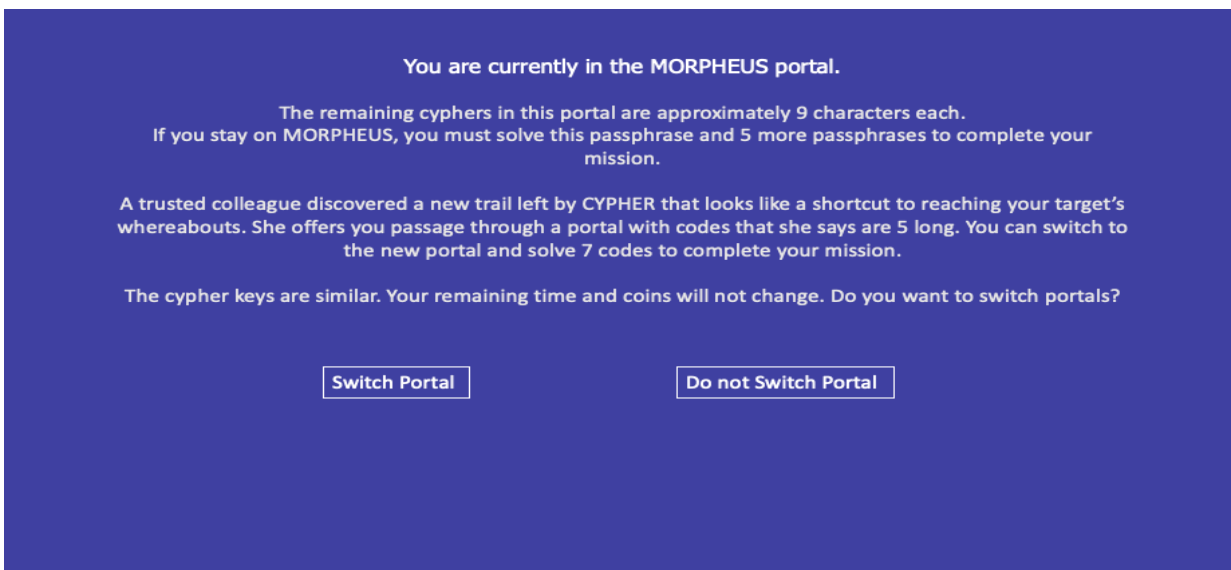 You are currently in the MORPHEUS portal.
The remaining cyphers in this portal are approximately 9 characters each.
If you stay on MORPHEUS, you must solve this passphrase and 5 more passphrases to complete your
mission.
A trusted colleague discovered a new trail left by CYPHER that looks like a shortcut to reaching your target’s
whereabouts. She offers you passage through a portal with codes that she says are 5 long. You can switch to
the new portal and solve 7 codes to complete your mission.
The cypher keys are similar. Your remaining time and coins will not change. Do you want to switch portals?
Switch Portal
Do not Switch Portal